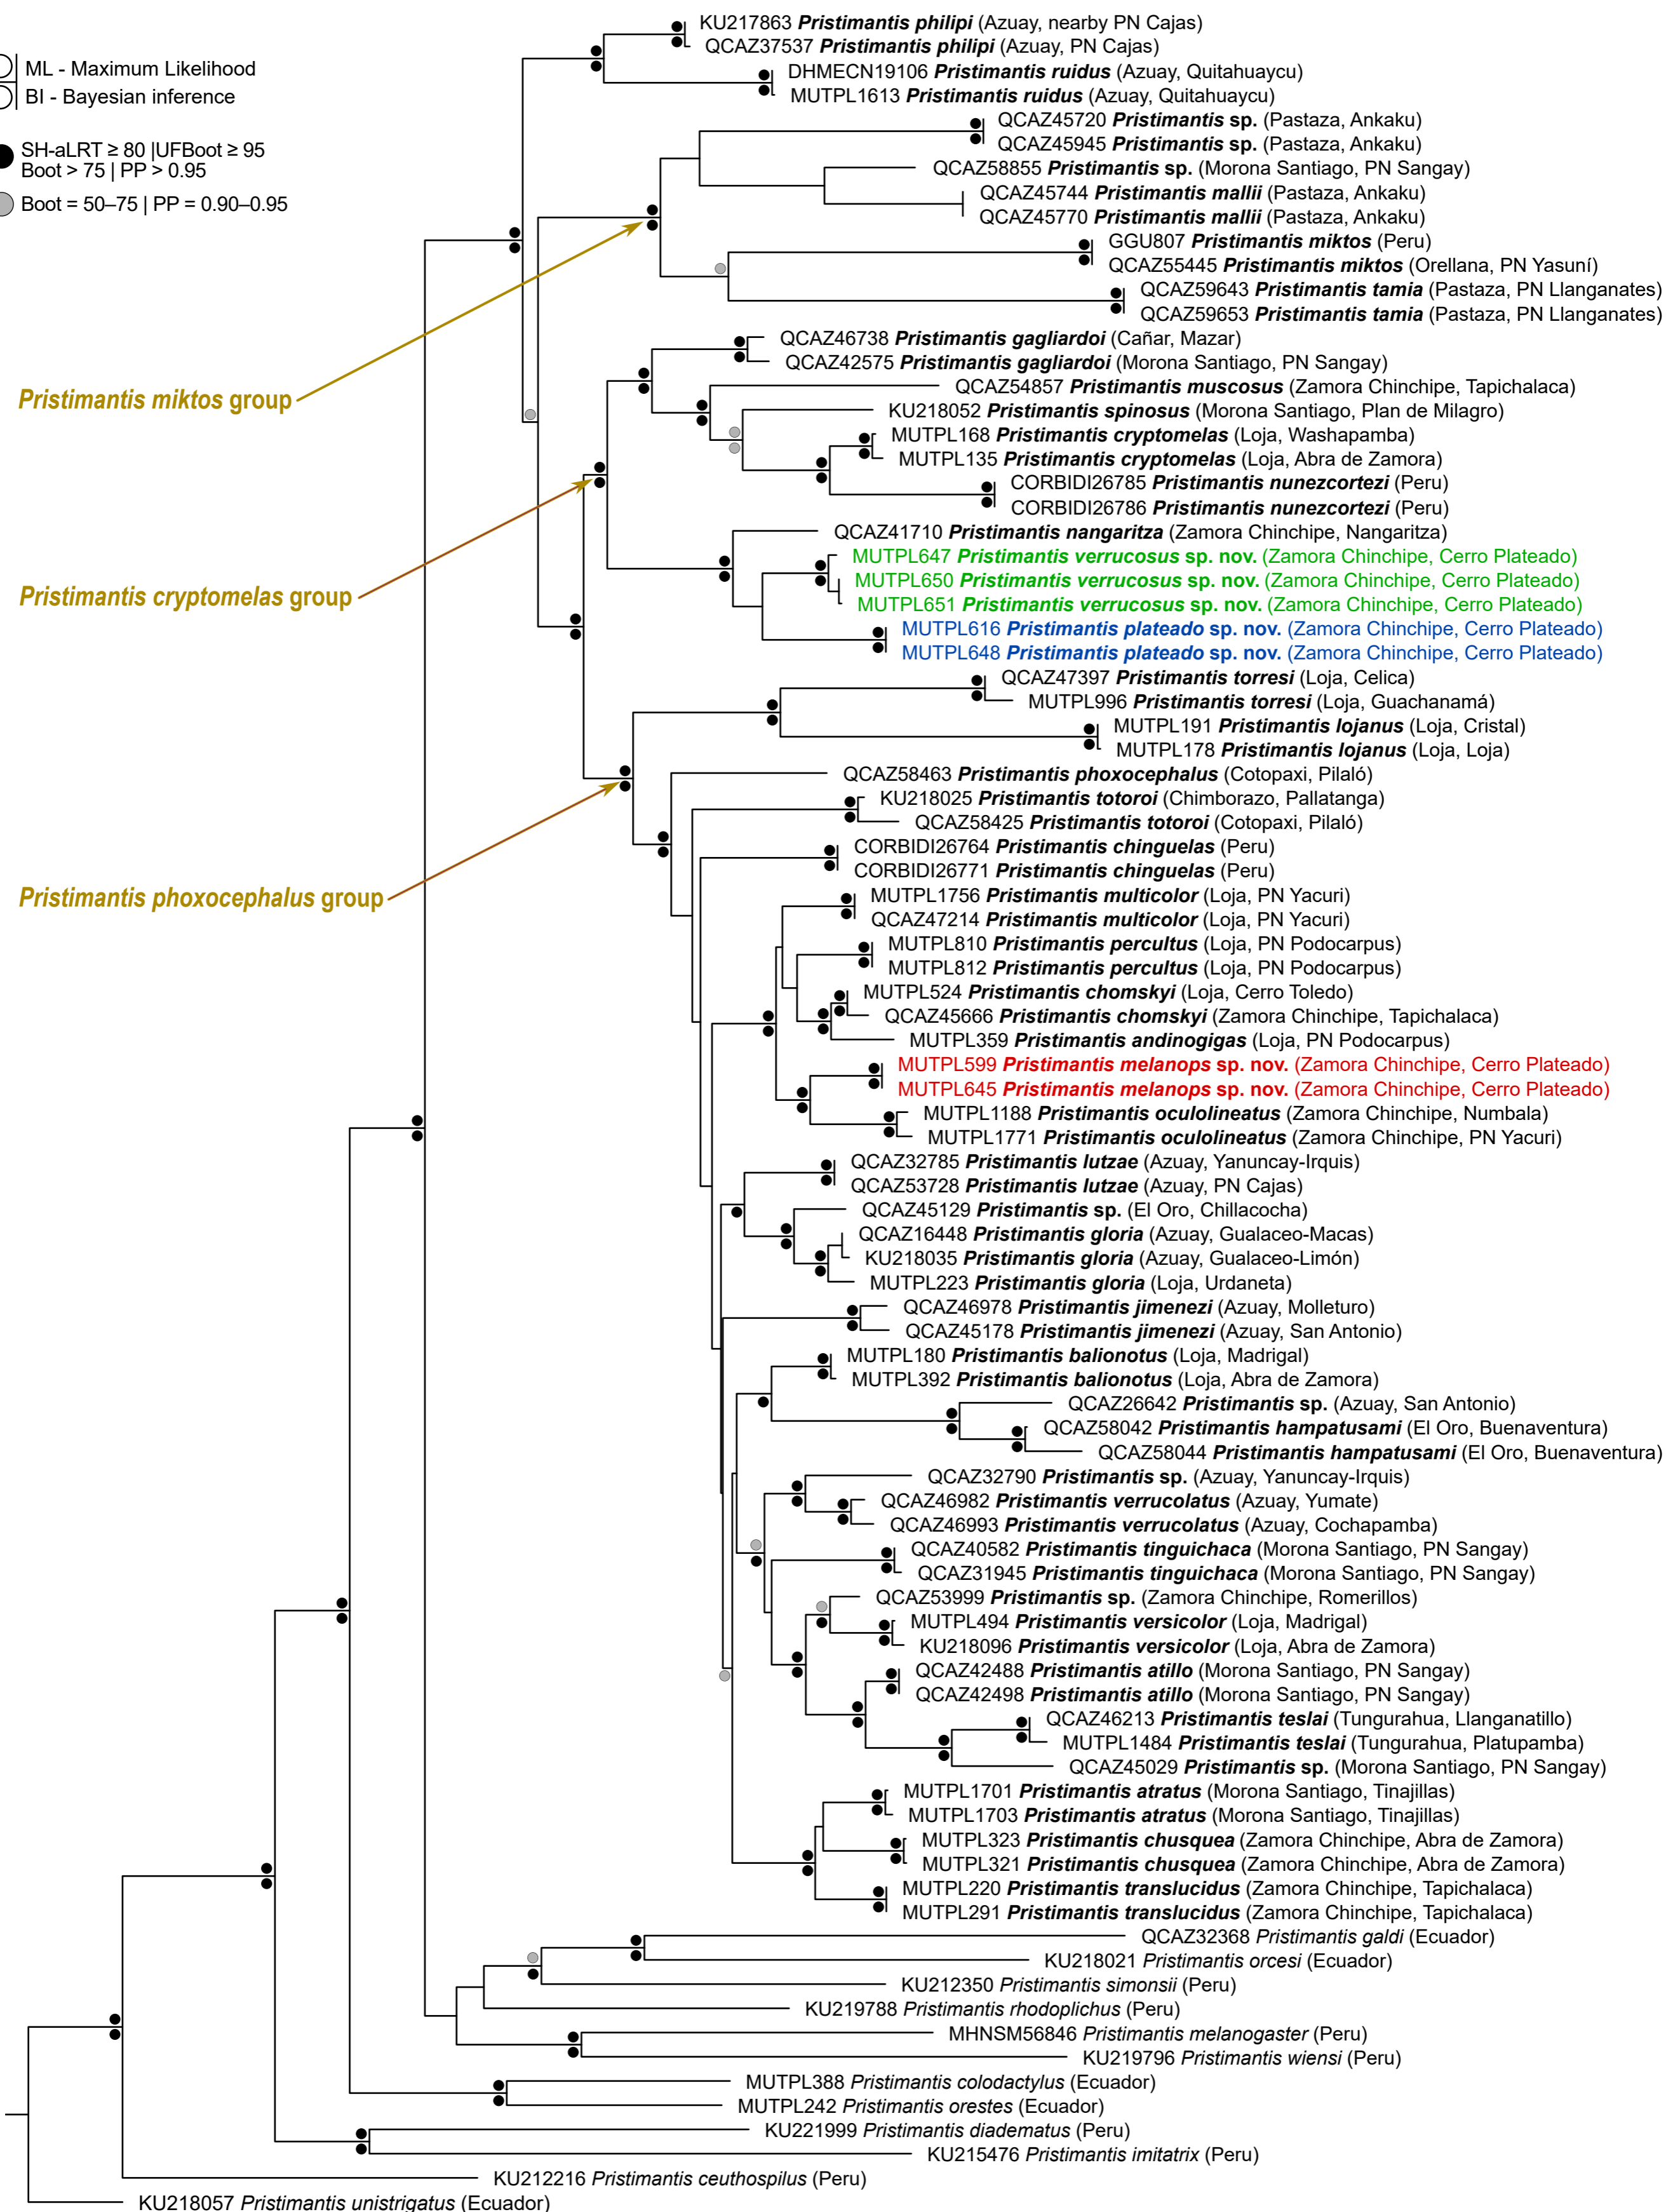 ML - Maximum Likelihood
BI - Bayesian inference
SH-aLRT ≥ 80 |UFBoot ≥ 95
Boot > 75 | PP > 0.95
Boot = 50–75 | PP = 0.90–0.95
KU217863 Pristimantis philipi (Azuay, nearby PN Cajas)
QCAZ37537 Pristimantis philipi (Azuay, PN Cajas)
DHMECN19106 Pristimantis ruidus (Azuay, Quitahuaycu)
MUTPL1613 Pristimantis ruidus (Azuay, Quitahuaycu)
QCAZ45720 Pristimantis sp. (Pastaza, Ankaku)
QCAZ45945 Pristimantis sp. (Pastaza, Ankaku)
QCAZ58855 Pristimantis sp. (Morona Santiago, PN Sangay)
QCAZ45744 Pristimantis mallii (Pastaza, Ankaku)
QCAZ45770 Pristimantis mallii (Pastaza, Ankaku)
GGU807 Pristimantis miktos (Peru)
QCAZ55445 Pristimantis miktos (Orellana, PN Yasuní)
QCAZ59643 Pristimantis tamia (Pastaza, PN Llanganates)
QCAZ59653 Pristimantis tamia (Pastaza, PN Llanganates)
QCAZ46738 Pristimantis gagliardoi (Cañar, Mazar)
QCAZ42575 Pristimantis gagliardoi (Morona Santiago, PN Sangay)
QCAZ54857 Pristimantis muscosus (Zamora Chinchipe, Tapichalaca)
Pristimantis miktos group
KU218052 Pristimantis spinosus (Morona Santiago, Plan de Milagro)
MUTPL168 Pristimantis cryptomelas (Loja, Washapamba)
MUTPL135 Pristimantis cryptomelas (Loja, Abra de Zamora)
CORBIDI26785 Pristimantis nunezcortezi (Peru)
CORBIDI26786 Pristimantis nunezcortezi (Peru)
QCAZ41710 Pristimantis nangaritza (Zamora Chinchipe, Nangaritza)
MUTPL647 Pristimantis verrucosus sp. nov. (Zamora Chinchipe, Cerro Plateado)
MUTPL650 Pristimantis verrucosus sp. nov. (Zamora Chinchipe, Cerro Plateado)
Pristimantis cryptomelas group
MUTPL651 Pristimantis verrucosus sp. nov. (Zamora Chinchipe, Cerro Plateado)
MUTPL616 Pristimantis plateado sp. nov. (Zamora Chinchipe, Cerro Plateado)
MUTPL648 Pristimantis plateado sp. nov. (Zamora Chinchipe, Cerro Plateado)
QCAZ47397 Pristimantis torresi (Loja, Celica)
MUTPL996 Pristimantis torresi (Loja, Guachanamá)
MUTPL191 Pristimantis lojanus (Loja, Cristal)
MUTPL178 Pristimantis lojanus (Loja, Loja)
QCAZ58463 Pristimantis phoxocephalus (Cotopaxi, Pilaló)
KU218025 Pristimantis totoroi (Chimborazo, Pallatanga)
QCAZ58425 Pristimantis totoroi (Cotopaxi, Pilaló)
CORBIDI26764 Pristimantis chinguelas (Peru)
CORBIDI26771 Pristimantis chinguelas (Peru)
MUTPL1756 Pristimantis multicolor (Loja, PN Yacuri)
Pristimantis phoxocephalus group
QCAZ47214 Pristimantis multicolor (Loja, PN Yacuri)
MUTPL810 Pristimantis percultus (Loja, PN Podocarpus)
MUTPL812 Pristimantis percultus (Loja, PN Podocarpus)
MUTPL524 Pristimantis chomskyi (Loja, Cerro Toledo)
QCAZ45666 Pristimantis chomskyi (Zamora Chinchipe, Tapichalaca)
MUTPL359 Pristimantis andinogigas (Loja, PN Podocarpus)
MUTPL599 Pristimantis melanops sp. nov. (Zamora Chinchipe, Cerro Plateado)
MUTPL645 Pristimantis melanops sp. nov. (Zamora Chinchipe, Cerro Plateado)
MUTPL1188 Pristimantis oculolineatus (Zamora Chinchipe, Numbala)
MUTPL1771 Pristimantis oculolineatus (Zamora Chinchipe, PN Yacuri)
QCAZ32785 Pristimantis lutzae (Azuay, Yanuncay-Irquis)
QCAZ53728 Pristimantis lutzae (Azuay, PN Cajas)
QCAZ45129 Pristimantis sp. (El Oro, Chillacocha)
QCAZ16448 Pristimantis gloria (Azuay, Gualaceo-Macas)
KU218035 Pristimantis gloria (Azuay, Gualaceo-Limón)
MUTPL223 Pristimantis gloria (Loja, Urdaneta)
QCAZ46978 Pristimantis jimenezi (Azuay, Molleturo)
QCAZ45178 Pristimantis jimenezi (Azuay, San Antonio)
MUTPL180 Pristimantis balionotus (Loja, Madrigal)
MUTPL392 Pristimantis balionotus (Loja, Abra de Zamora)
QCAZ26642 Pristimantis sp. (Azuay, San Antonio)
QCAZ58042 Pristimantis hampatusami (El Oro, Buenaventura)
QCAZ58044 Pristimantis hampatusami (El Oro, Buenaventura)
QCAZ32790 Pristimantis sp. (Azuay, Yanuncay-Irquis)
QCAZ46982 Pristimantis verrucolatus (Azuay, Yumate)
QCAZ46993 Pristimantis verrucolatus (Azuay, Cochapamba)
QCAZ40582 Pristimantis tinguichaca (Morona Santiago, PN Sangay)
QCAZ31945 Pristimantis tinguichaca (Morona Santiago, PN Sangay)
QCAZ53999 Pristimantis sp. (Zamora Chinchipe, Romerillos)
MUTPL494 Pristimantis versicolor (Loja, Madrigal)
KU218096 Pristimantis versicolor (Loja, Abra de Zamora)
QCAZ42488 Pristimantis atillo (Morona Santiago, PN Sangay)
QCAZ42498 Pristimantis atillo (Morona Santiago, PN Sangay)
QCAZ46213 Pristimantis teslai (Tungurahua, Llanganatillo)
MUTPL1484 Pristimantis teslai (Tungurahua, Platupamba)
QCAZ45029 Pristimantis sp. (Morona Santiago, PN Sangay)
MUTPL1701 Pristimantis atratus (Morona Santiago, Tinajillas)
MUTPL1703 Pristimantis atratus (Morona Santiago, Tinajillas)
MUTPL323 Pristimantis chusquea (Zamora Chinchipe, Abra de Zamora)
MUTPL321 Pristimantis chusquea (Zamora Chinchipe, Abra de Zamora)
MUTPL220 Pristimantis translucidus (Zamora Chinchipe, Tapichalaca)
MUTPL291 Pristimantis translucidus (Zamora Chinchipe, Tapichalaca)
QCAZ32368 Pristimantis galdi (Ecuador)
KU218021 Pristimantis orcesi (Ecuador)
KU212350 Pristimantis simonsii (Peru)
KU219788 Pristimantis rhodoplichus (Peru)
MHNSM56846 Pristimantis melanogaster (Peru)
KU219796 Pristimantis wiensi (Peru)
MUTPL388 Pristimantis colodactylus (Ecuador)
MUTPL242 Pristimantis orestes (Ecuador)
KU221999 Pristimantis diadematus (Peru)
KU215476 Pristimantis imitatrix (Peru)
KU212216 Pristimantis ceuthospilus (Peru)
KU218057 Pristimantis unistrigatus (Ecuador)